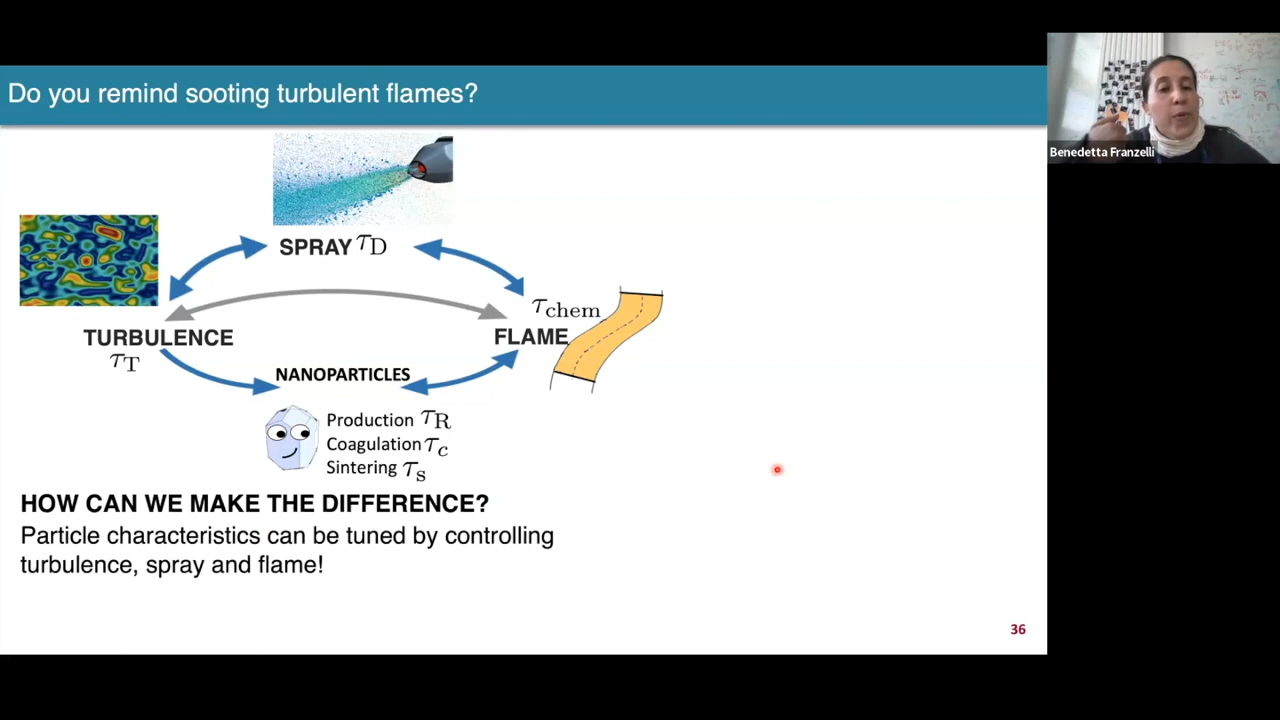 Do you remind sooting turbulent flames?
Benedetta Franzelli
SPRAY τD
τchem
TURBULENCE
FLAME
τT
NANOPARTICLES
Production τR
Coagulation τc
Sintering τs
HOW CAN WE MAKE THE DIFFERENCE?
Particle characteristics can be tuned by controlling
turbulence, spray and flame!
36